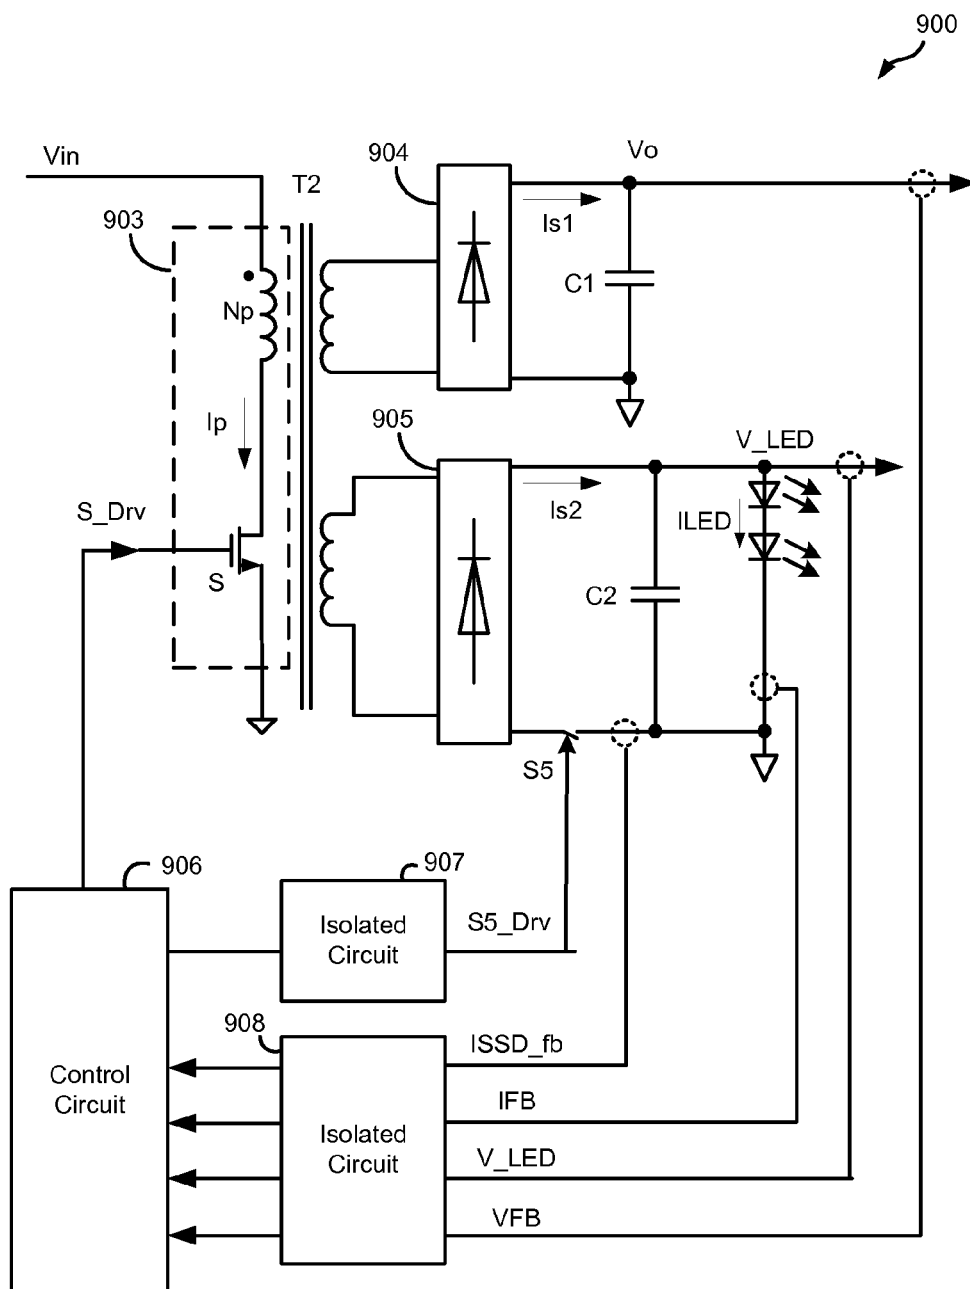 900
Vin
904
Vo
T2
903
Is1
C1
Np
Ip
905
V_LED
S_Drv
Is2
ILED
S
C2
S5
906
907
Isolated
Circuit
S5_Drv
908
ISSD_fb
Control
Circuit
IFB
Isolated
Circuit
V_LED
VFB